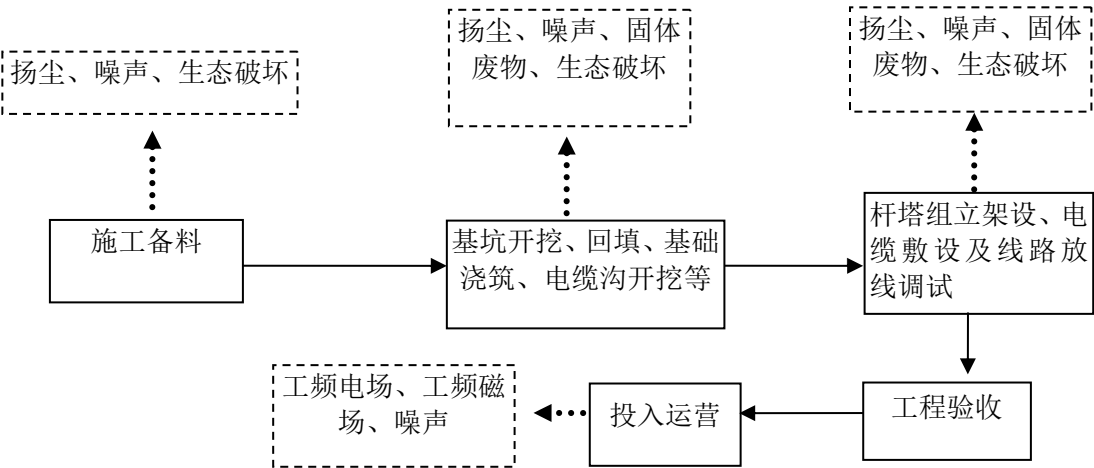 扬尘、噪声、生态破坏
扬尘、噪声、固体
废物、生态破坏
扬尘、噪声、固体
废物、生态破坏
施工备料
基坑开挖、回填、基础
浇筑、电缆沟开挖等
杆塔组立架设、电
缆敷设及线路放
线调试
工频电场、工频磁
场、噪声
投入运营
工程验收